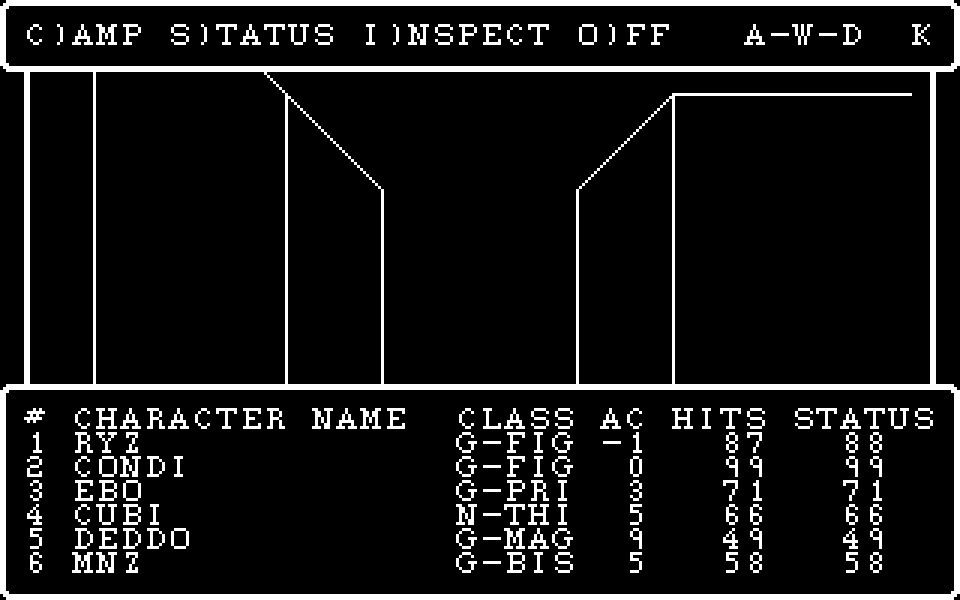 C)AMP S)TATUS I)NSPECT O)FF A-W-D K
# CHARACTER NAME CLASS AC HITS STATUS
1 RYZ G-FIG -1 87 88
2 CONDI G-FIG 0 99 99
3 EBO G-PRI 3 71 71
4 CUBI N-THI 5 66 66
5 DEDDO G-MAG 9 49 49
6 MNZ G-BIS 5 58 58